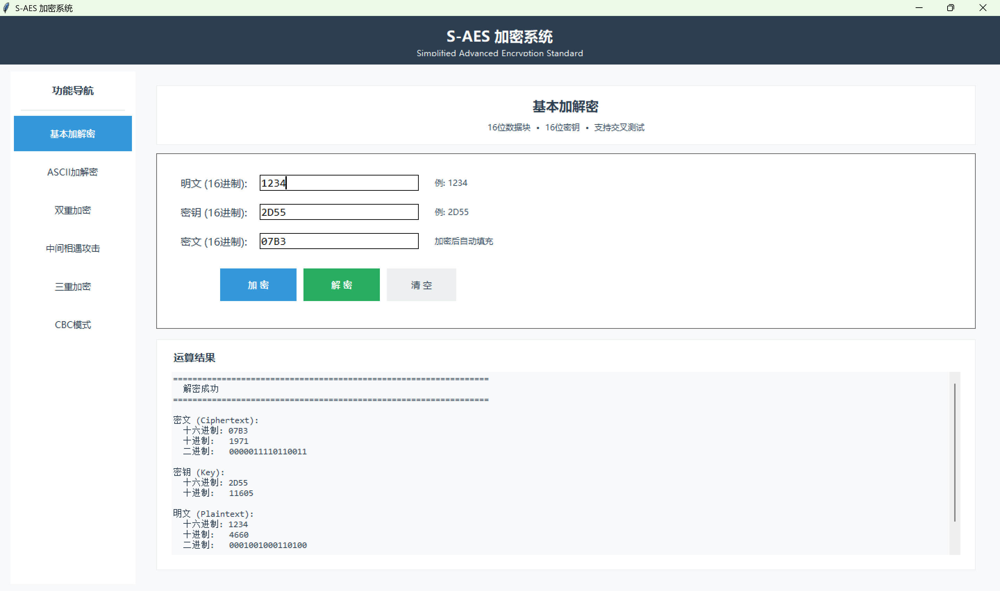 S-AES 加密系统
S-AES 加密系统
Simplified Advanced Encryption Standard
功能导航
基本加解密
ASCII加解密
双重加密
中间相遇攻击
三重加密
CBC模式
基本加解密
16位数据块 • 16位密钥 • 支持交叉测试
明文 (16进制): 1234 例: 1234
密钥 (16进制): 2D55 例: 2D55
密文 (16进制): 07B3 加密后自动填充
加 密 解 密 清 空
运算结果
=================================================================
解密成功
=================================================================
密文 (Ciphertext):
十六进制: 07B3
十进制: 1971
二进制: 0000011110110011
密钥 (Key):
十六进制: 2D55
十进制: 11605
明文 (Plaintext):
十六进制: 1234
十进制: 4660
二进制: 0001001000110100